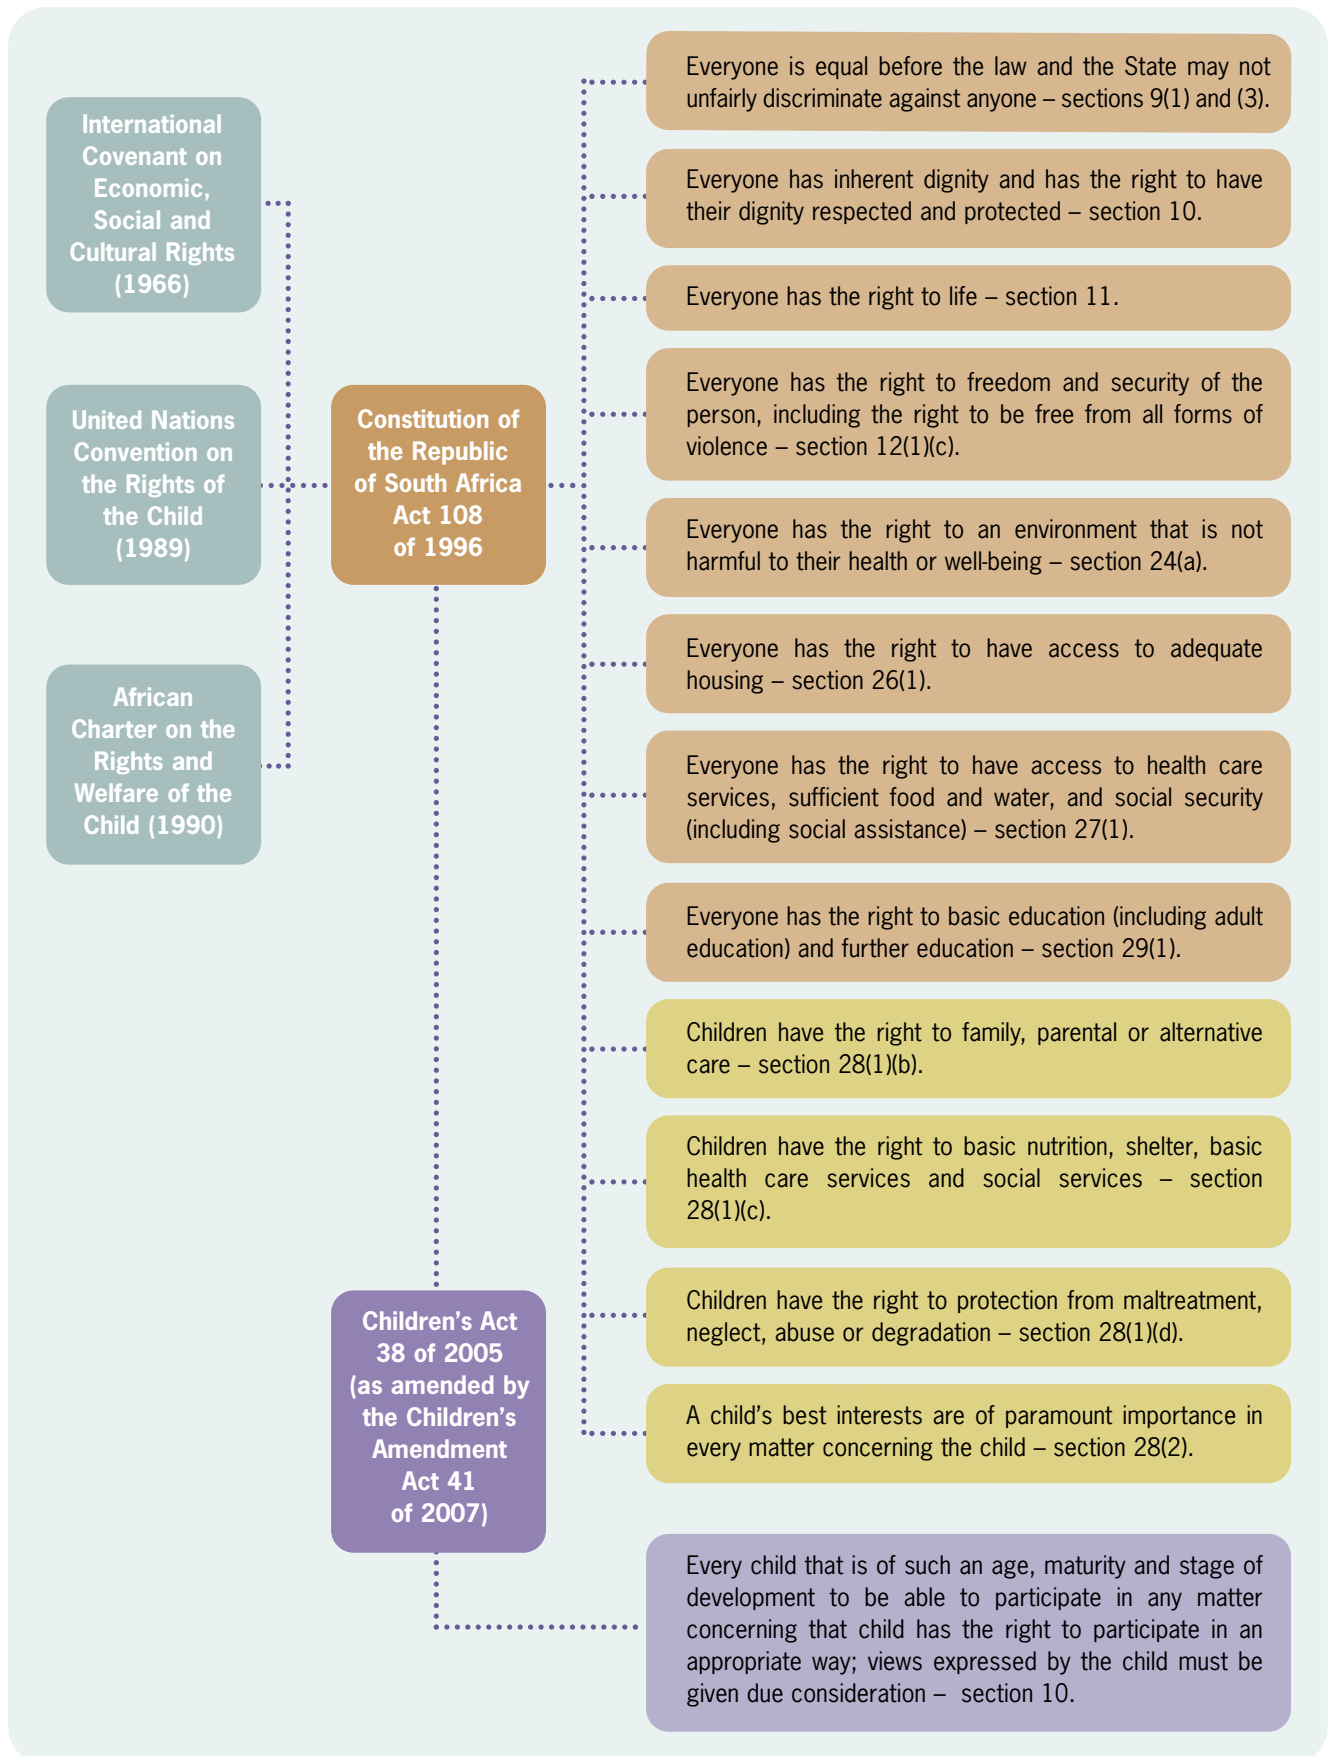 International
Covenant on
Economic,
Social and
Cultural Rights
(1966)
United Nations
Convention on
the Rights of
the Child
(1989)
African
Charter on the
Rights and
Welfare of the
Child (1990)
Constitution of
the Republic
of South Africa
Act 108
of 1996
Children’s Act
38 of 2005
(as amended by
the Children’s
Amendment
Act 41
of 2007)
Everyone is equal before the law and the State may not
unfairly discriminate against anyone – sections 9(1) and (3).
Everyone has inherent dignity and has the right to have
their dignity respected and protected – section 10.
Everyone has the right to life – section 11.
Everyone has the right to freedom and security of the
person, including the right to be free from all forms of
violence – section 12(1)(c).
Everyone has the right to an environment that is not
harmful to their health or well-being – section 24(a).
Everyone has the right to have access to adequate
housing – section 26(1).
Everyone has the right to have access to health care
services, sufficient food and water, and social security
(including social assistance) – section 27(1).
Everyone has the right to basic education (including adult
education) and further education – section 29(1).
Children have the right to family, parental or alternative
care – section 28(1)(b).
Children have the right to basic nutrition, shelter, basic
health care services and social services – section
28(1)(c).
Children have the right to protection from maltreatment,
neglect, abuse or degradation – section 28(1)(d).
A child’s best interests are of paramount importance in
every matter concerning the child – section 28(2).
Every child that is of such an age, maturity and stage of
development to be able to participate in any matter
concerning that child has the right to participate in an
appropriate way; views expressed by the child must be
given due consideration – section 10.